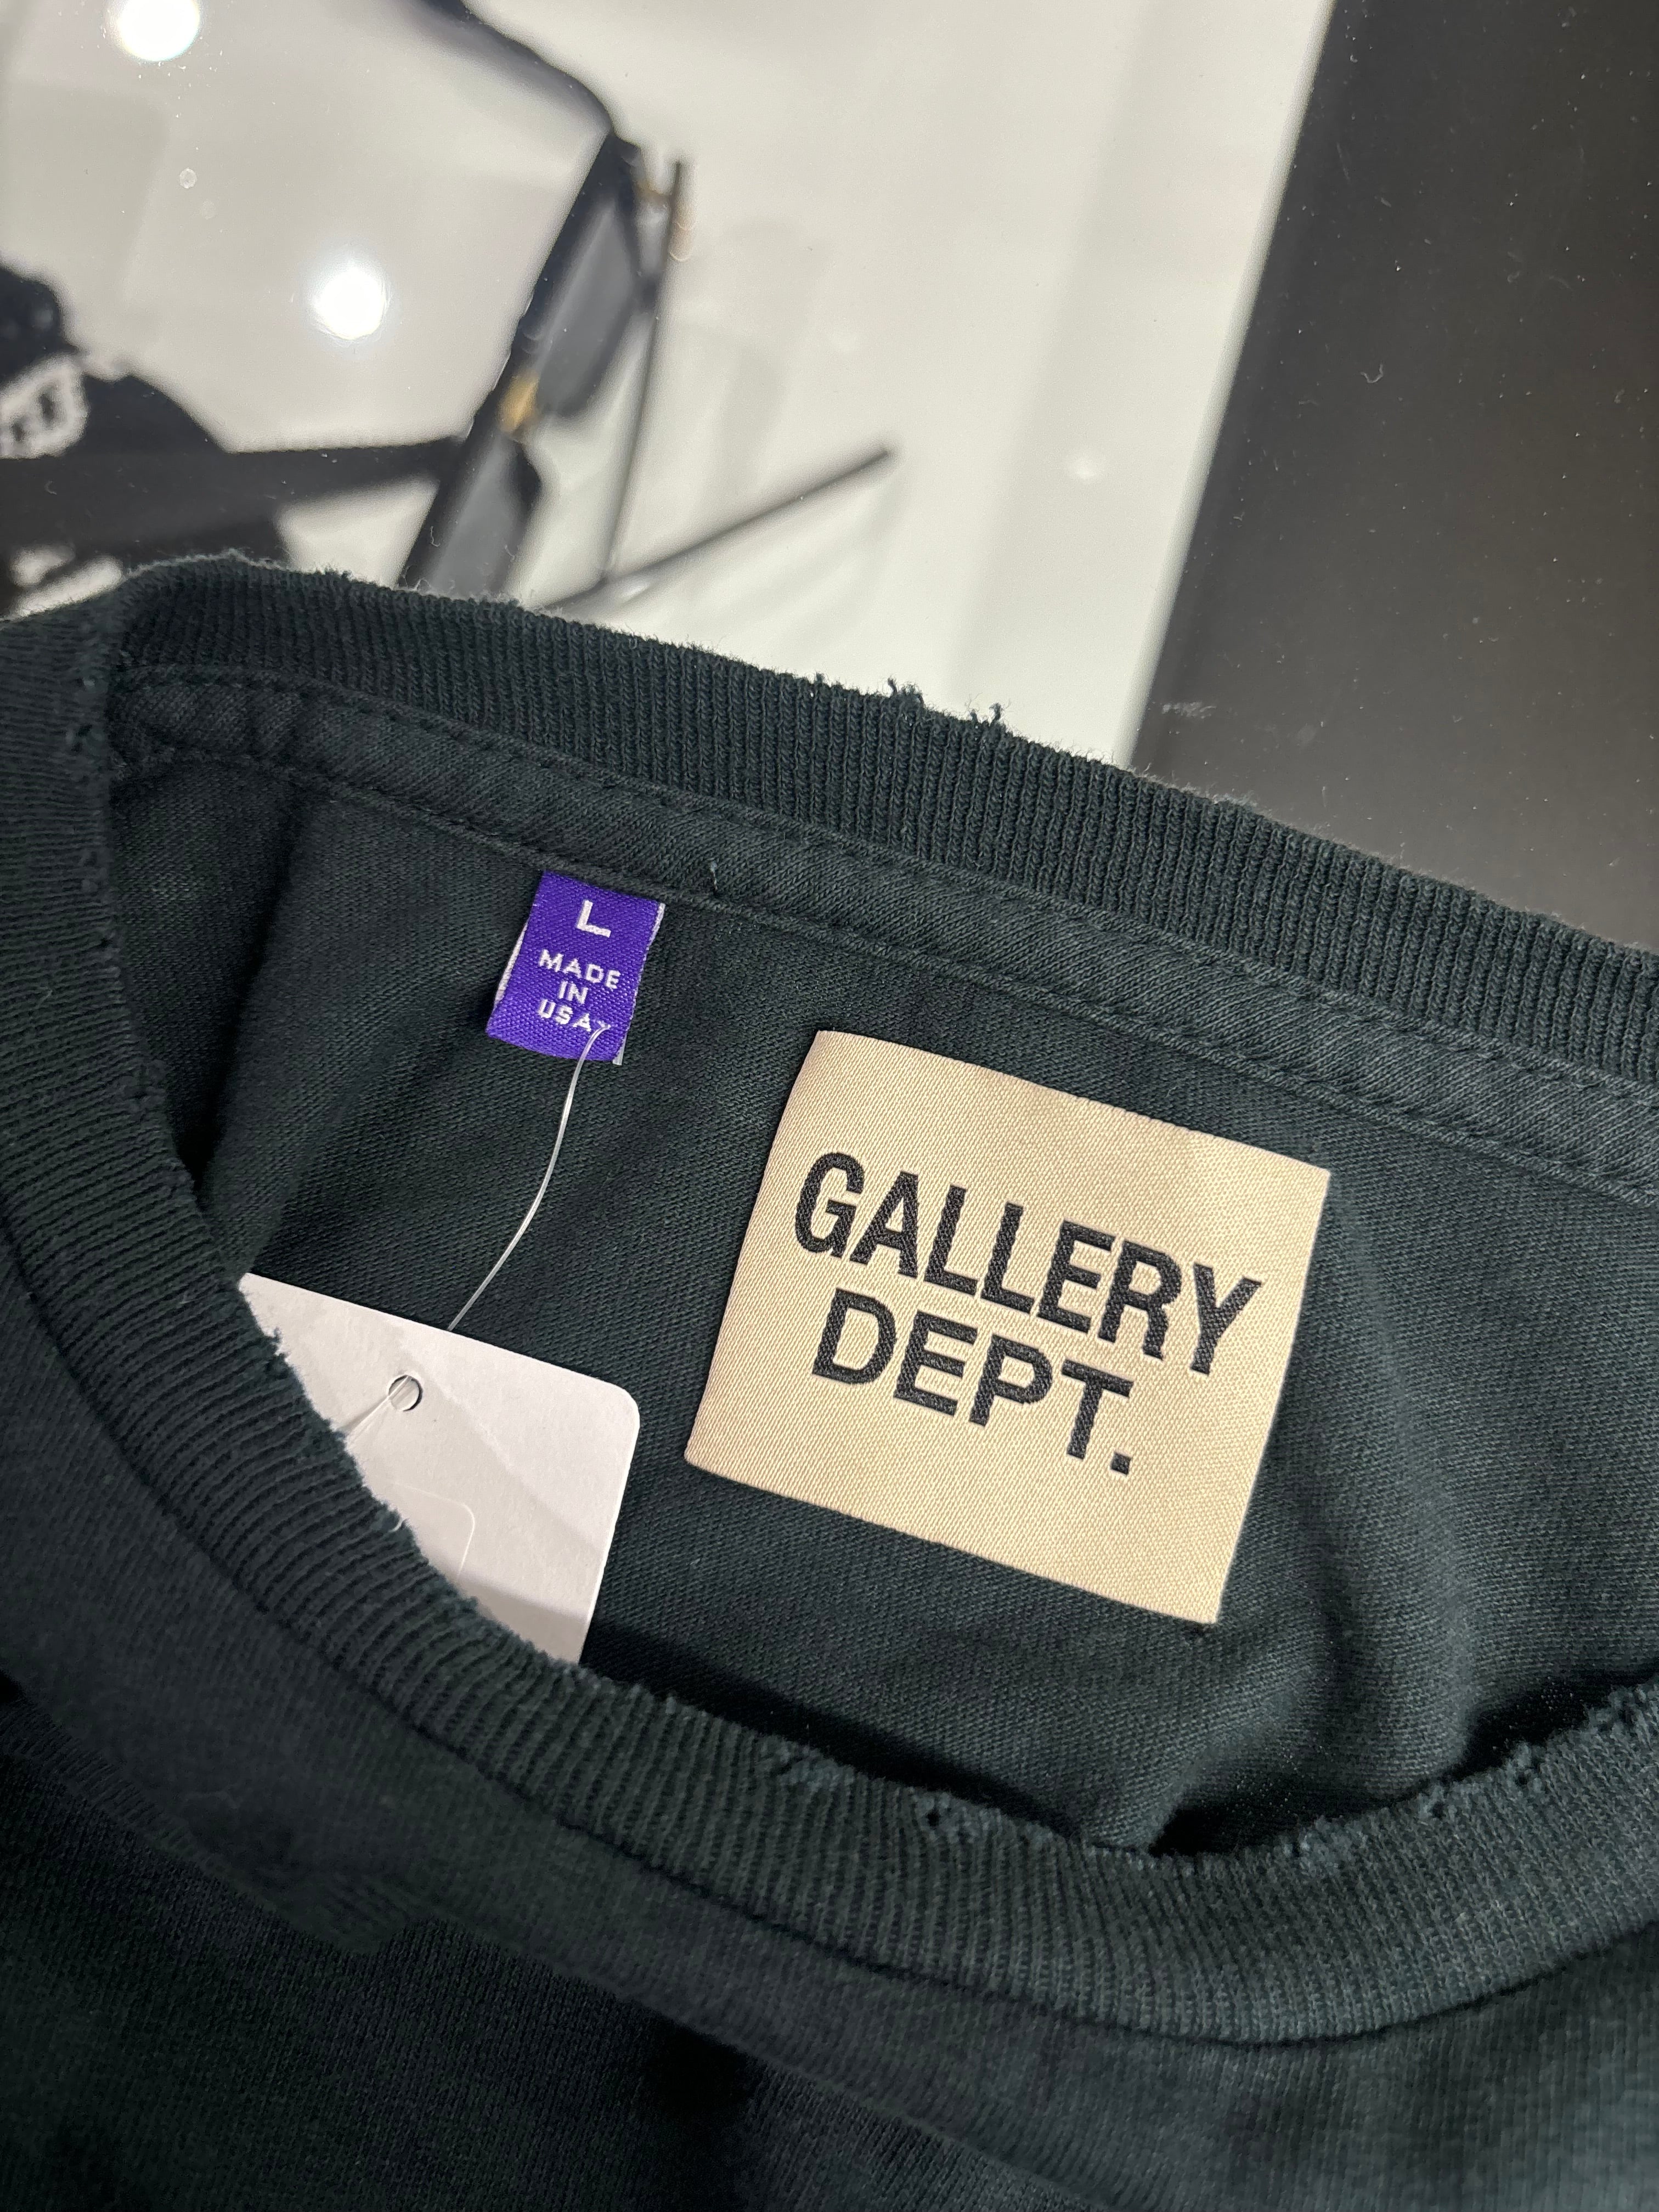 L
MADE
IN
USA
GALLERY
DEPT.